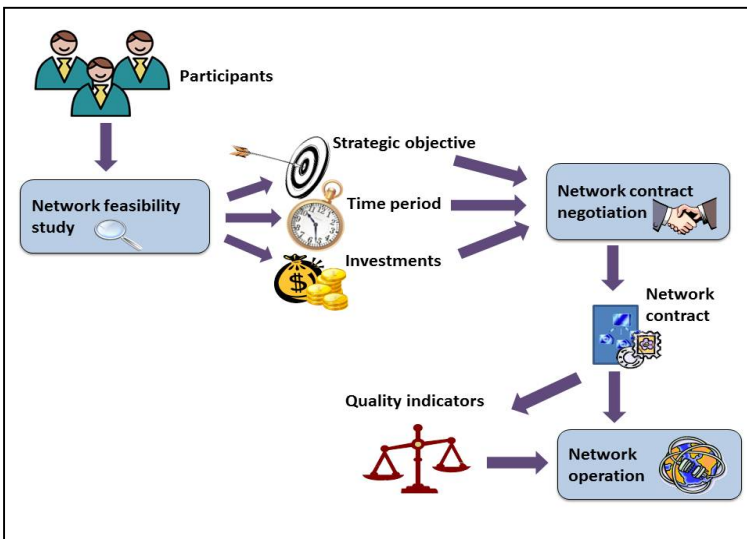 Participants
Strategic objective
Network feasibility
study
Time period
Investments
Network contract
negotiation
Network
contract
Quality indicators
Network
operation
$